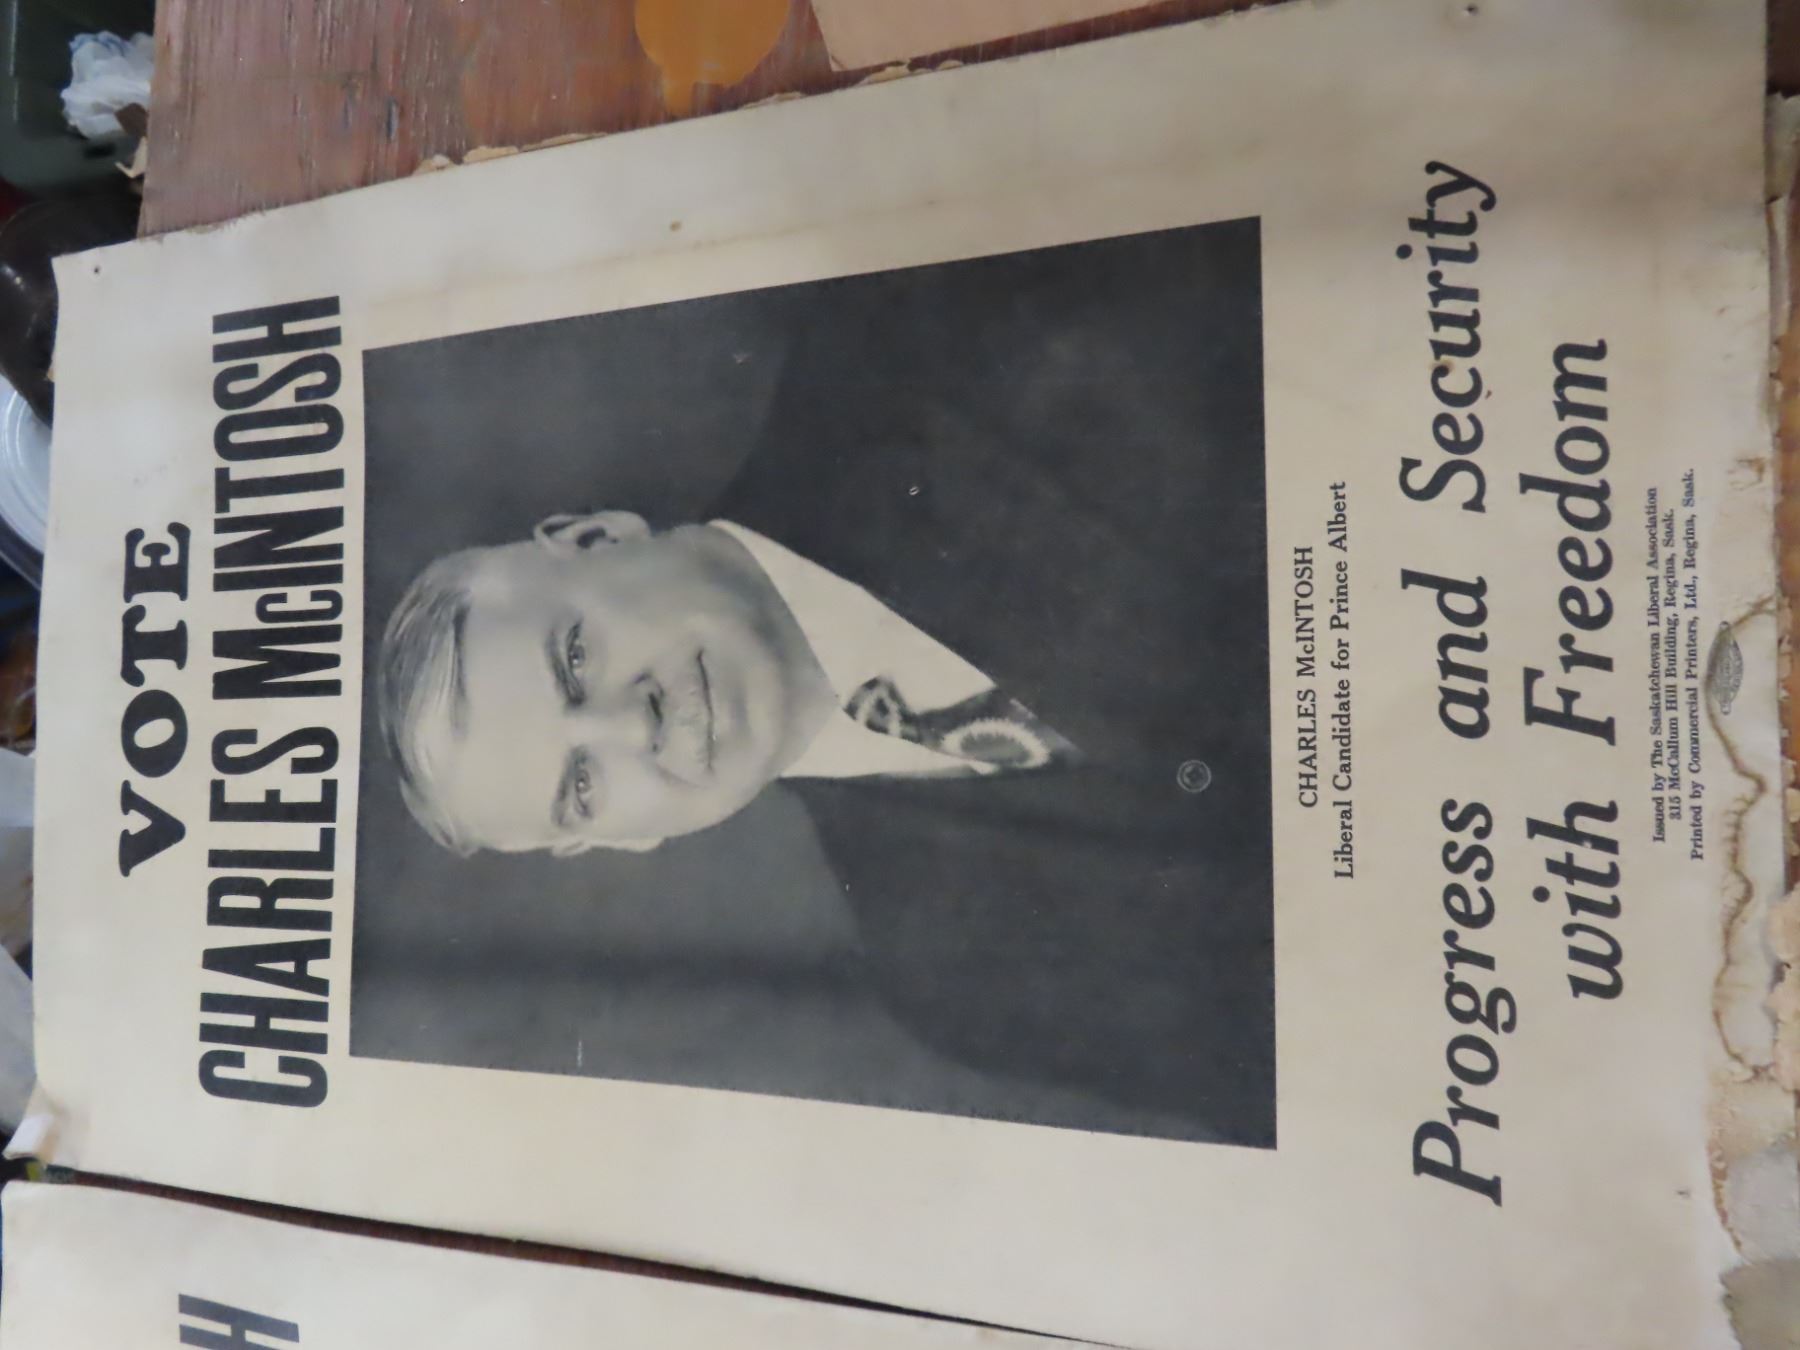 VOTE
CHARLES McINTOSH
CHARLES McINTOSH
Liberal Candidate for Prince Albert
Progress and Security
with Freedom
Issued by The Saskatchewan Liberal Association
315 McCallum Hill Building, Regina, Sask.
Printed by Commercial Printers, Ltd., Regina, Sask.
H